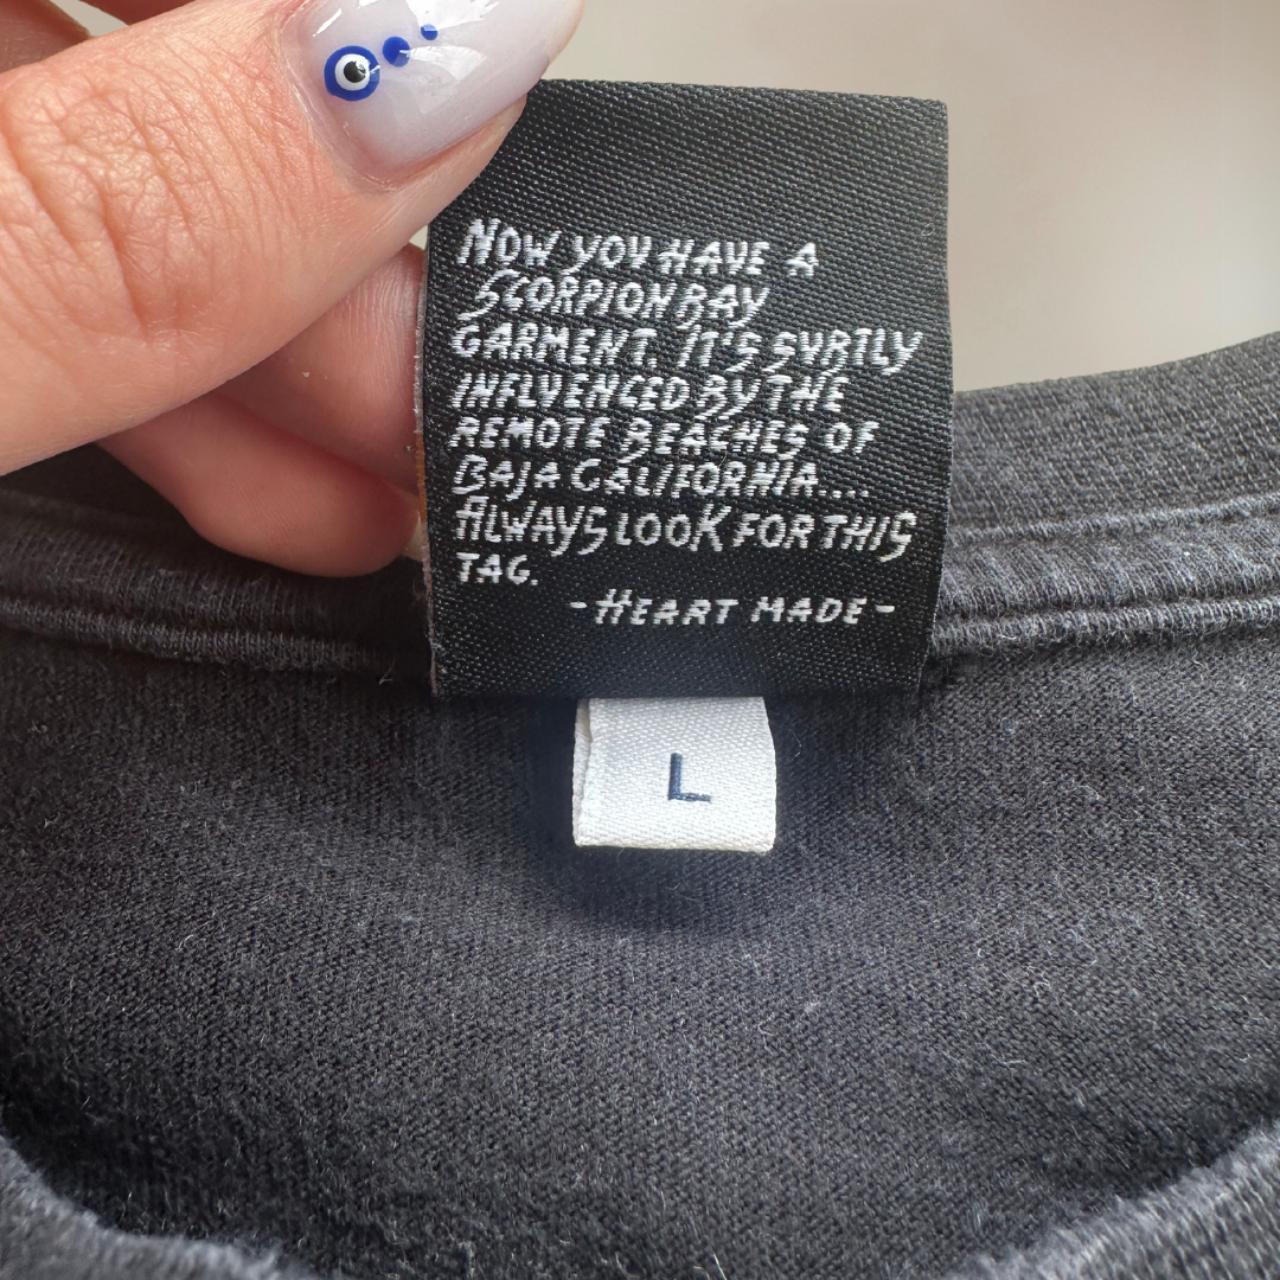 NOW YOU HAVE A
SCORPION BAY
GARMENT. IT'S SUBTLY
INFLUENCED BY THE
REMOTE BEACHES OF
BAJA CALIFORNIA....
ALWAYS LOOK FOR THIS
TAG.
-HEART MADE-
L